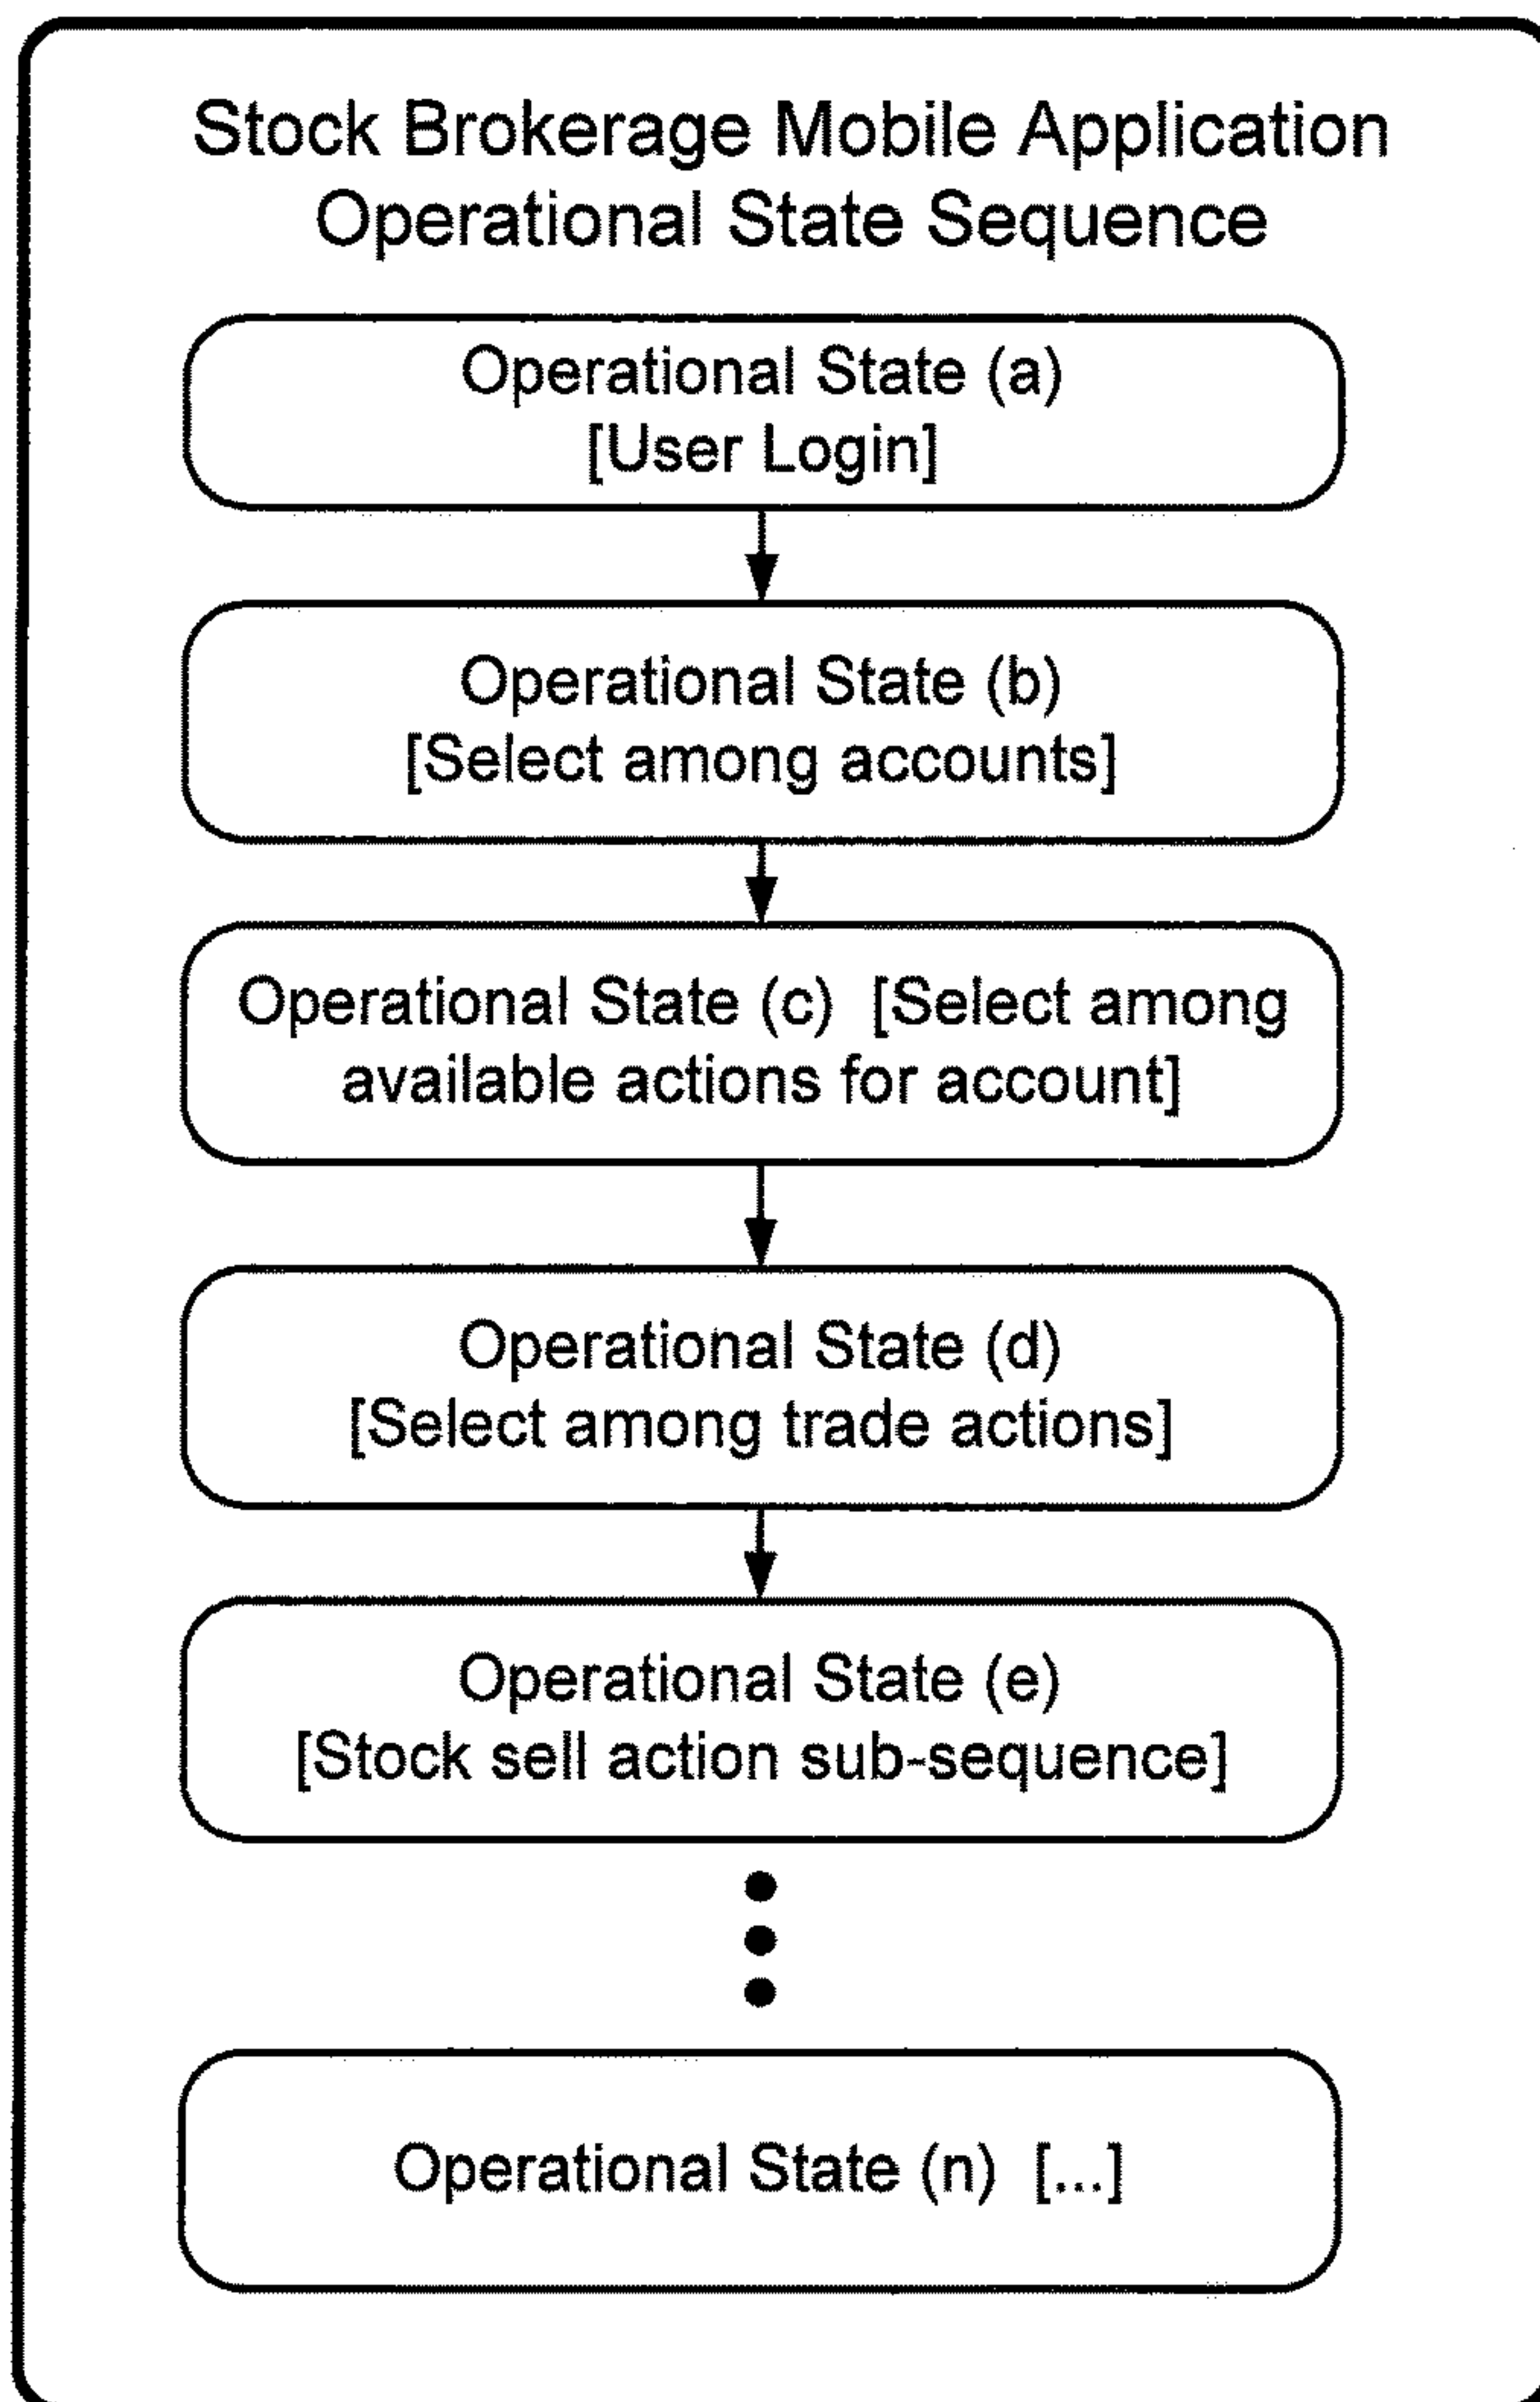 Stock Brokerage Mobile Application
Operational State Sequence
Operational State (a)
[User Login]
Operational State (b)
[Select among accounts]
Operational State (c) [Select among
available actions for account]
Operational State (d)
[Select among trade actions]
Operational State (e)
[Stock sell action sub-sequence]
Operational State (n) [...]